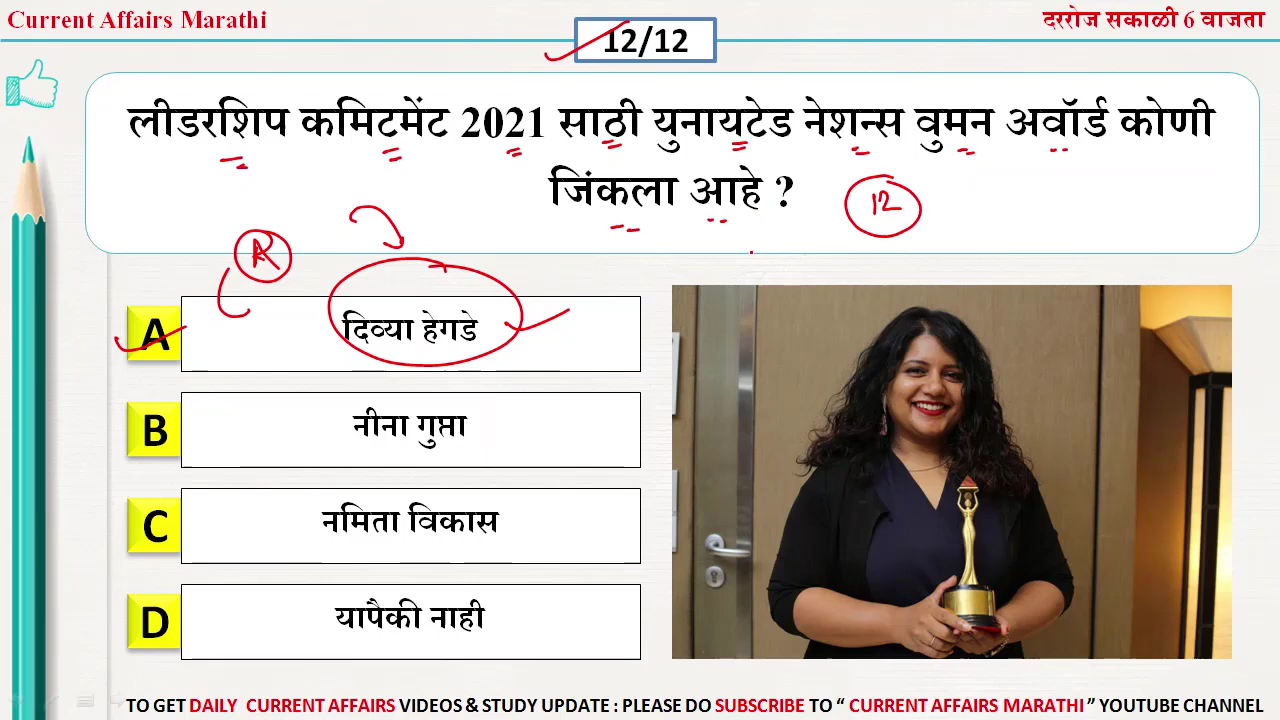 Current Affairs Marathi
दररोज सकाळी 6 वाजता
12/12
लीडरशिप कमिटमेंट 2021 साठी युनायटेड नेशन्स वुमन अवॉर्ड कोणी
जिंकला आहे ?
12
A
A
दिव्या हेगडे
B
नीना गुप्ता
C
नमिता विकास
D
यापैकी नाही
TO GET DAILY CURRENT AFFAIRS VIDEOS & STUDY UPDATE : PLEASE DO SUBSCRIBE TO “ CURRENT AFFAIRS MARATHI ” YOUTUBE CHANNEL